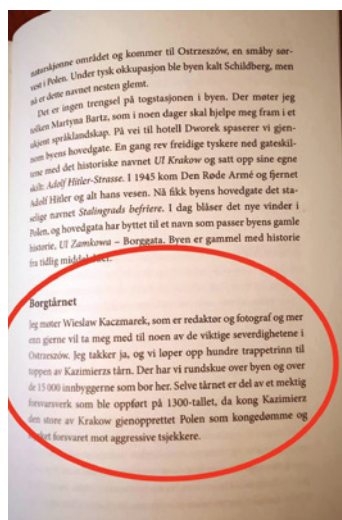 naturskjønne området og kommer til Ostrzeszów, en småby sør-
vest i Polen. Under tysk okkupasjon ble byen kalt Schildberg, men
nå er dette navnet nesten glemt.
Det er ingen trengsel på togstasjonen i byen. Der møter jeg
tolken Martyna Bartz, som i noen dager skal hjelpe meg fram i et
ukjent språklandskap. På vei til hotell Dworek spaserer vi gjen-
nom byens hovedgate. En gang rev freidige tyskere ned gateskil-
tene med det historiske navnet Ul Krakow og satt opp sine egne
skilt: Adolf Hitler-Strasse. I 1945 kom Den Røde Armé og fjernet
Adolf Hitler og alt hans vesen. Nå fikk byens hovedgate det sta-
selige navnet Stalingrads befriere. I dag blåser det nye vinder i
Polen, og hovedgata har byttet til et navn som passer byens gamle
historie, Ul Zamkowa – Borggata. Byen er gammel med historie
fra tidlig middelalder.
Borgtårnet
Jeg møter Wieslaw Kaczmarek, som er redaktør og fotograf og mer
enn gjerne vil ta meg med til noen av de viktige severdighetene i
Ostrzeszów. Jeg takker ja, og vi løper opp hundre trappetrinn til
toppen av Kazimierzs tårn. Der har vi rundskue over byen og over
de 15 000 innbyggerne som bor her. Selve tårnet er del av et mektig
forsvarsverk som ble oppført på 1300-tallet, da kong Kazimierz
den store av Krakow gjenopprettet Polen som kongedømme og
forsvaret mot aggressive tsjekkere.